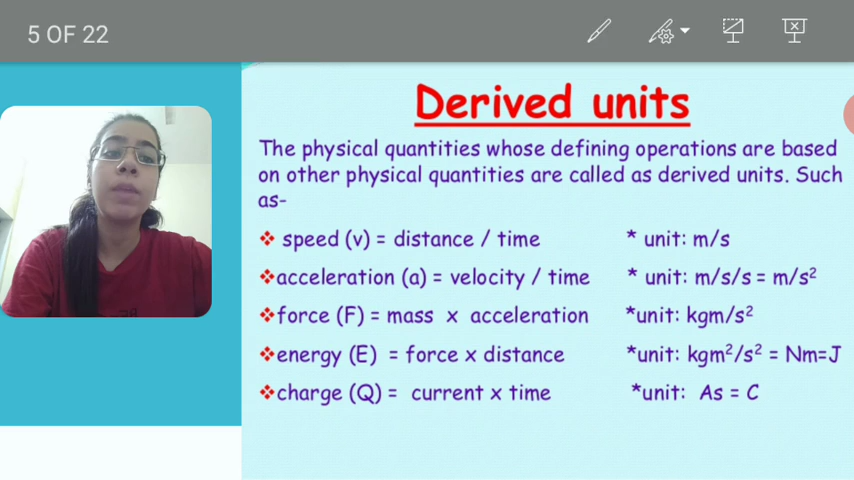 5 OF 22
Derived units
The physical quantities whose defining operations are based
on other physical quantities are called as derived units. Such
as-
❖ speed (v) = distance / time * unit: m/s
❖acceleration (a) = velocity / time * unit: m/s/s = m/s²
❖force (F) = mass x acceleration *unit: kgm/s²
❖energy (E) = force x distance *unit: kgm²/s² = Nm=J
❖charge (Q) = current x time *unit: As = C